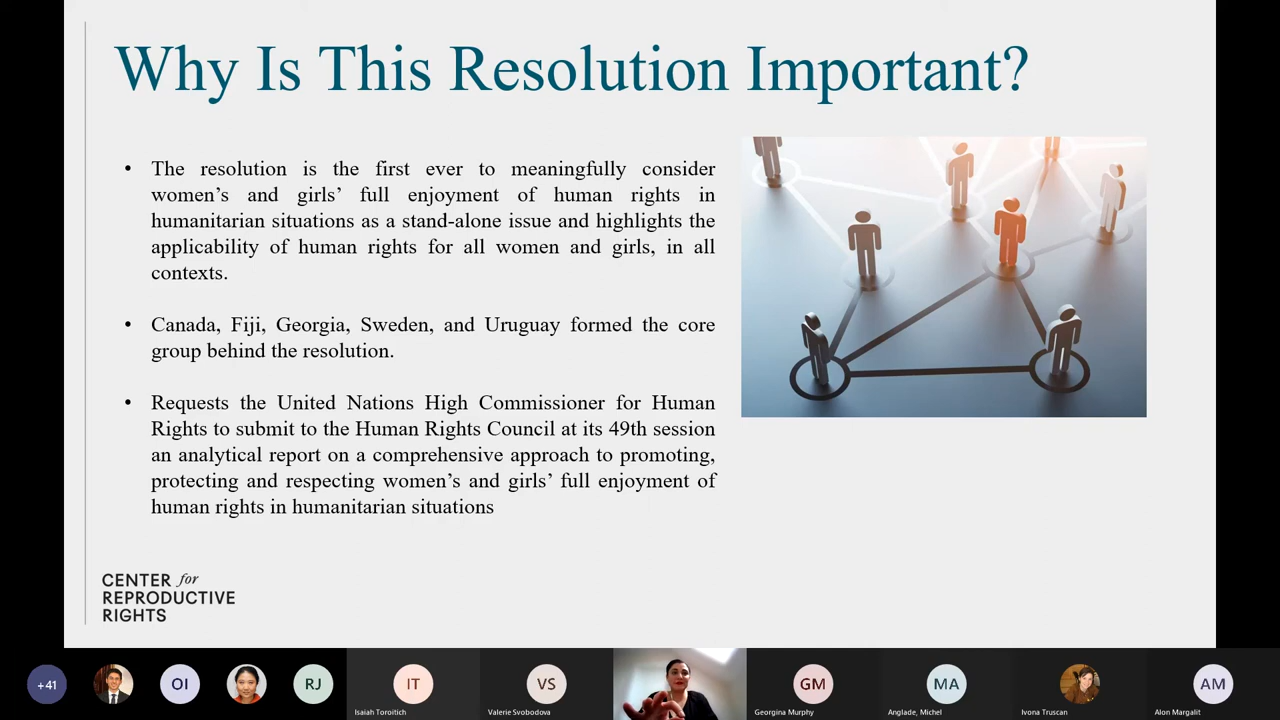 Why Is This Resolution Important?
• The resolution is the first ever to meaningfully consider
women's and girls' full enjoyment of human rights in
humanitarian situations as a stand-alone issue and highlights the
applicability of human rights for all women and girls, in all
contexts.
• Canada, Fiji, Georgia, Sweden, and Uruguay formed the core
group behind the resolution.
• Requests the United Nations High Commissioner for Human
Rights to submit to the Human Rights Council at its 49th session
an analytical report on a comprehensive approach to promoting,
protecting and respecting women's and girls' full enjoyment of
human rights in humanitarian situations
CENTER for
REPRODUCTIVE
RIGHTS
+41
OI
RJ
IT
VS
GM
MA
AM
Isaiah Toroitich
Valerie Svobodova
Georgina Murphy
Anglade, Michel
Ivona Truscan
Alon Margalit